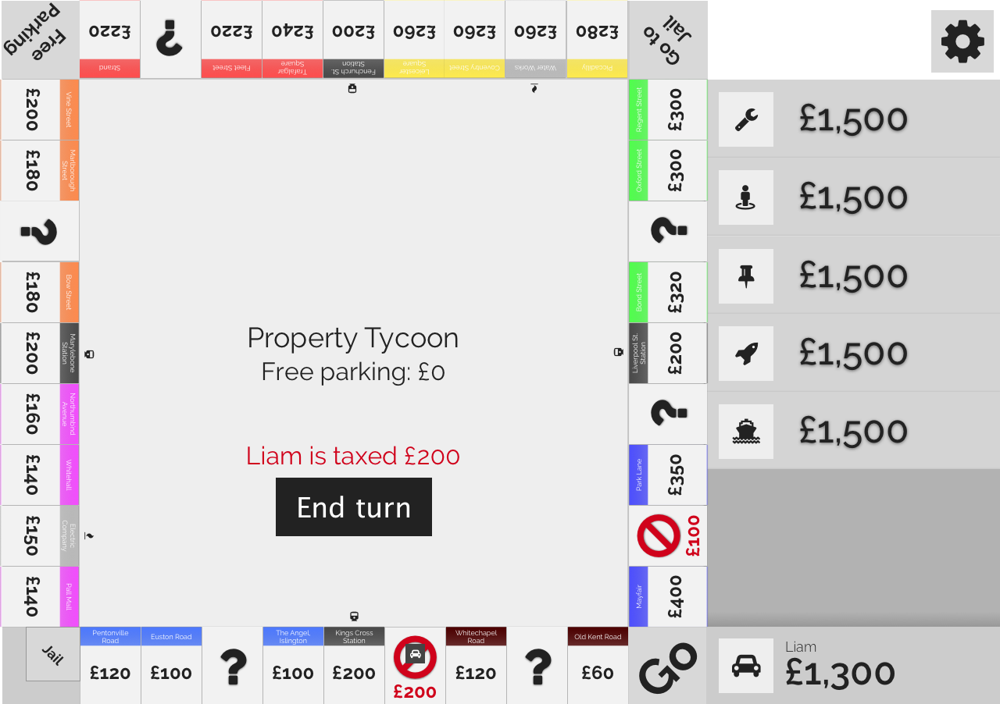 Free
Parking
£220
Strand
?
£220
Fleet Street
£240
Trafalgar
Square
£200
Fenchurch St.
Station
£260
Leicester
Square
£260
Coventry Street
£260
Water Works
£280
Piccadilly
Go to
Jail
£200
Vine Street
£180
Marlborough
Street
?
£180
Bow Street
£200
Marylebone
Station
£160
Northumbnd
Avenue
£140
Whitehall
£150
Electric
Company
£140
Pall Mall
Regent Street
£300
Oxford Street
£300
?
Bond Street
£320
Liverpool St.
Station
£200
?
Park Lane
£350
£100
Mayfair
£400
Property Tycoon
Free parking: £0
Liam is taxed £200
End turn
Jail
Pentonville
Road
£120
Euston Road
£100
?
The Angel,
Islington
£100
Kings Cross
Station
£200
£200
Whitechapel
Road
£120
?
Old Kent Road
£60
Go
£1,500
£1,500
£1,500
£1,500
£1,500
Liam
£1,300